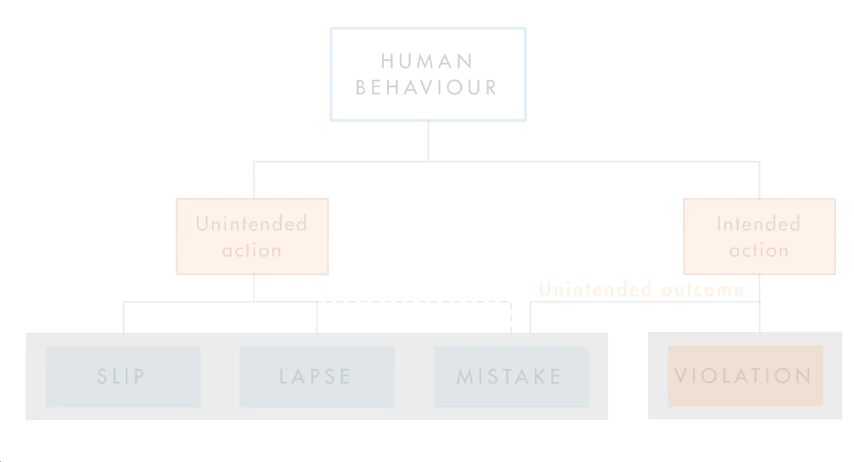 HUMAN
BEHAVIOUR
Unintended
action
Intended
action
Unintended outcome
SLIP
LAPSE
MISTAKE
VIOLATION